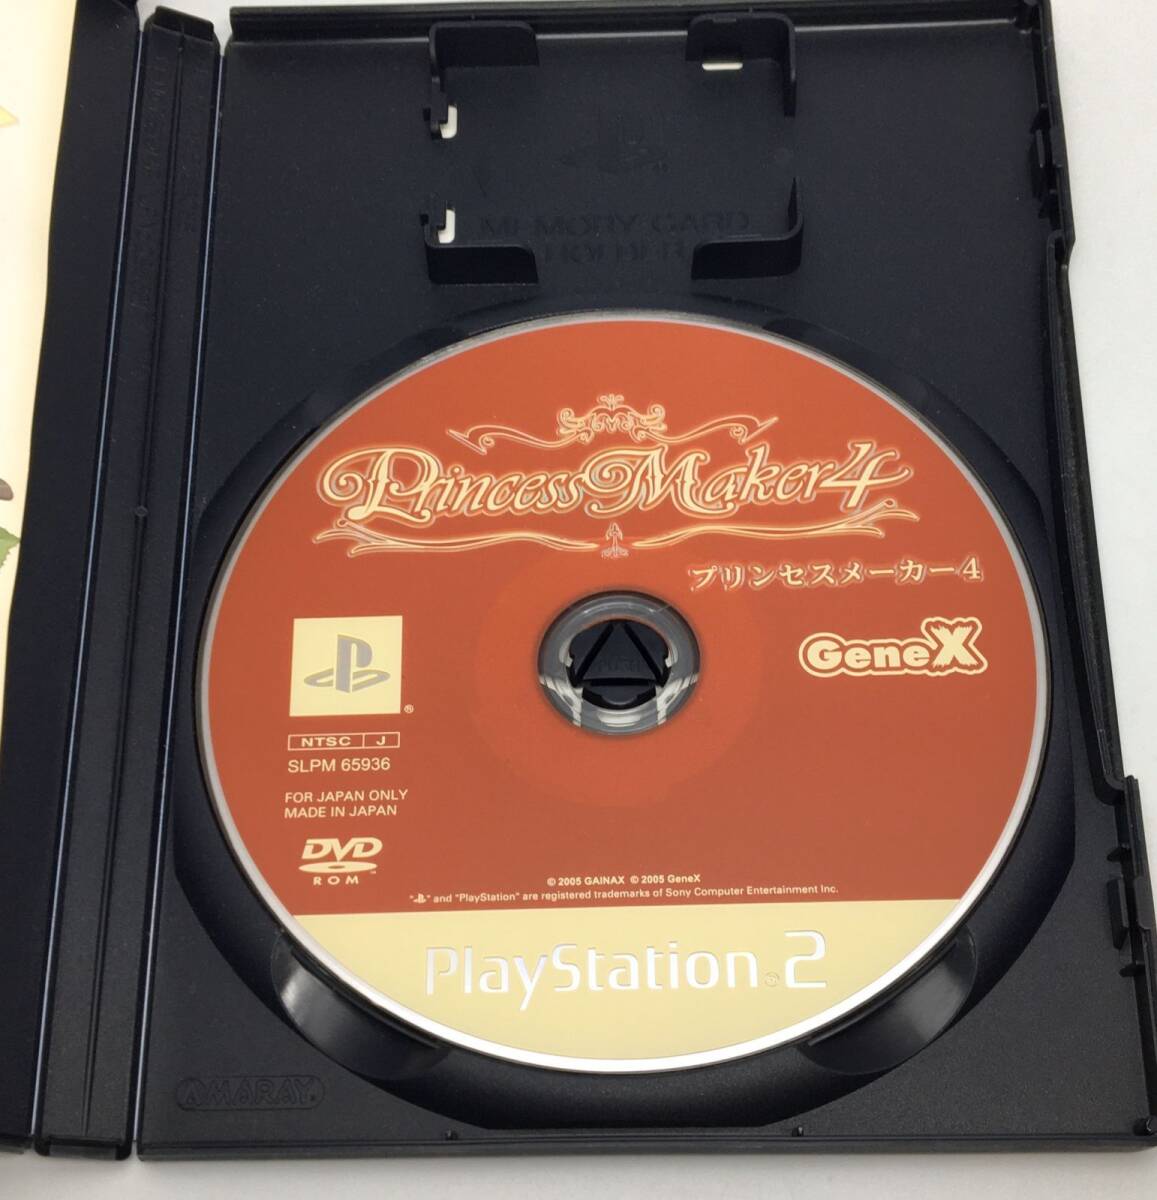 MEMORY CARD
HOLDER
Princess Maker 4
プリンセスメーカー4
GeneX
®
NTSC J
SLPM 65936
FOR JAPAN ONLY
MADE IN JAPAN
DVD
ROM
™
© 2005 GAINAX © 2005 GeneX
" " and "PlayStation" are registered trademarks of Sony Computer Entertainment Inc.
PlayStation®2
AMARAY®